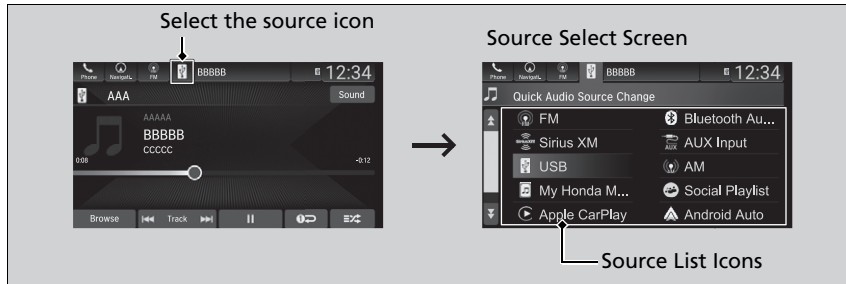 Select the source icon
Phone Navigati.. FM BBBBB 12:34
AAA Sound
AAAAA
BBBBB
CCCCC
0:08 -0:12
Browse Track
Source Select Screen
Phone Navigati.. FM BBBBB 12:34
Quick Audio Source Change
FM Bluetooth Au...
Sirius XM AUX Input
USB AM
My Honda M... Social Playlist
Apple CarPlay Android Auto
Source List Icons